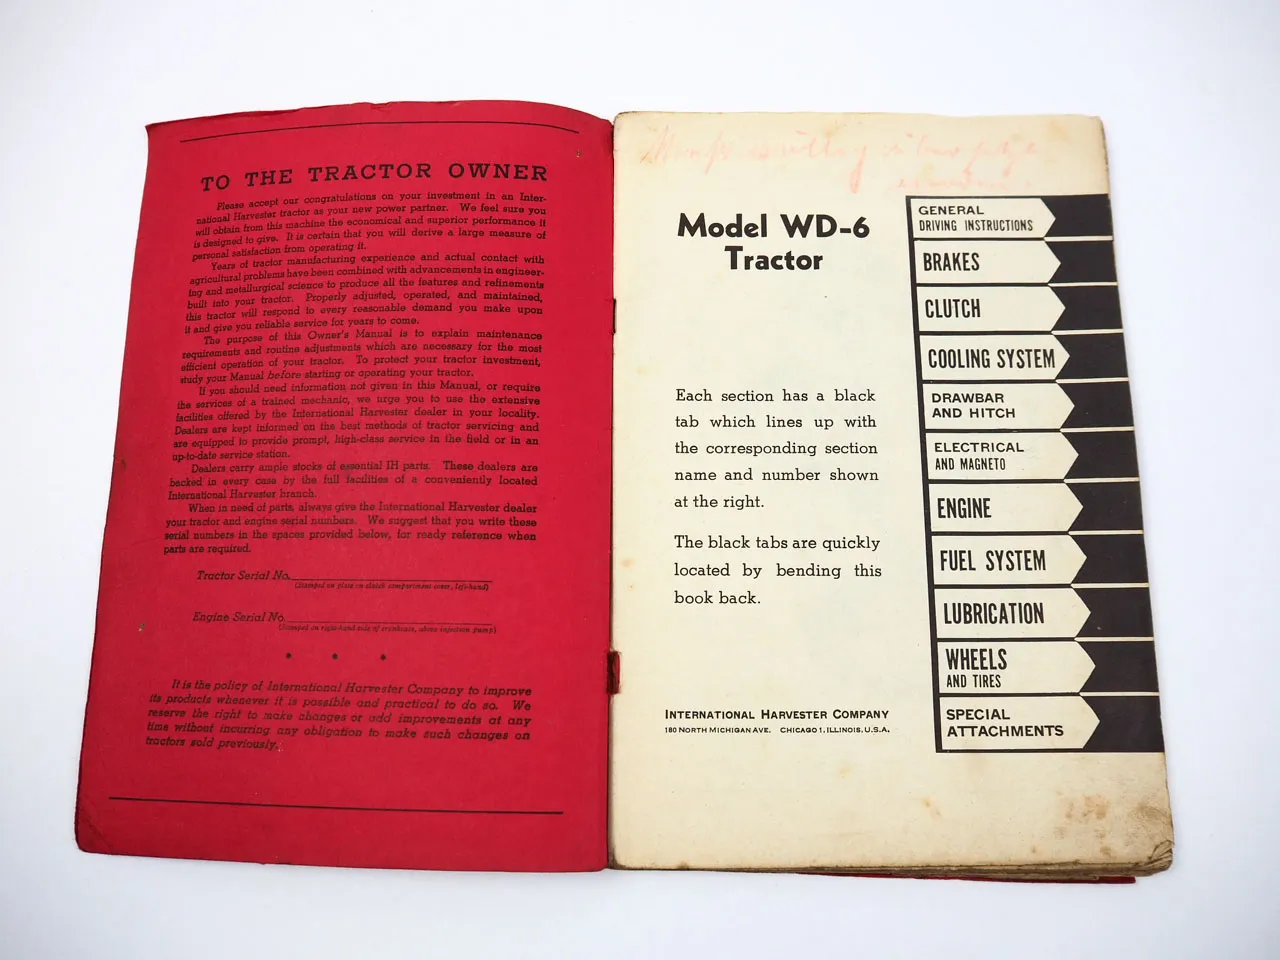 TO THE TRACTOR OWNER
Please accept our congratulations on your investment in an Inter-
national Harvester tractor as your new power partner. We feel sure you
will obtain from this machine the economical and superior performance it
is designed to give. It is certain that you will derive a large measure of
personal satisfaction from operating it.
Years of tractor manufacturing experience and actual contact with
agricultural problems have been combined with advancements in engineer-
ing and metallurgical science to produce all the features and refinements
built into your tractor. Properly adjusted, operated, and maintained,
this tractor will respond to every reasonable demand you make upon
it and give you reliable service for years to come.
The purpose of this Owner's Manual is to explain maintenance
requirements and routine adjustments which are necessary for the most
efficient operation of your tractor. To protect your tractor investment,
study your Manual before starting or operating your tractor.
If you should need information not given in this Manual, or require
the services of a trained mechanic, we urge you to use the extensive
facilities offered by the International Harvester dealer in your locality.
Dealers are kept informed on the best methods of tractor servicing and
are equipped to provide prompt, high-class service in the field or in an
up-to-date service station.
Dealers carry ample stocks of essential IH parts. These dealers are
backed in every case by the full facilities of a conveniently located
International Harvester branch.
When in need of parts, always give the International Harvester dealer
your tractor and engine serial numbers. We suggest that you write these
serial numbers in the spaces provided below, for ready reference when
parts are required.
Tractor Serial No.
(Stamped on plate on clutch compartment cover, left-hand)
Engine Serial No.
(Stamped on right-hand side of crankcase, above injection pump)
It is the policy of International Harvester Company to improve
its products whenever it is possible and practical to do so. We
reserve the right to make changes or add improvements at any
time without incurring any obligation to make such changes on
tractors sold previously.
Model WD-6
Tractor
Each section has a black
tab which lines up with
the corresponding section
name and number shown
at the right.
The black tabs are quickly
located by bending this
book back.
INTERNATIONAL HARVESTER COMPANY
180 NORTH MICHIGAN AVE. CHICAGO 1, ILLINOIS, U.S.A.
GENERAL
DRIVING INSTRUCTIONS
BRAKES
CLUTCH
COOLING SYSTEM
DRAWBAR
AND HITCH
ELECTRICAL
AND MAGNETO
ENGINE
FUEL SYSTEM
LUBRICATION
WHEELS
AND TIRES
SPECIAL
ATTACHMENTS